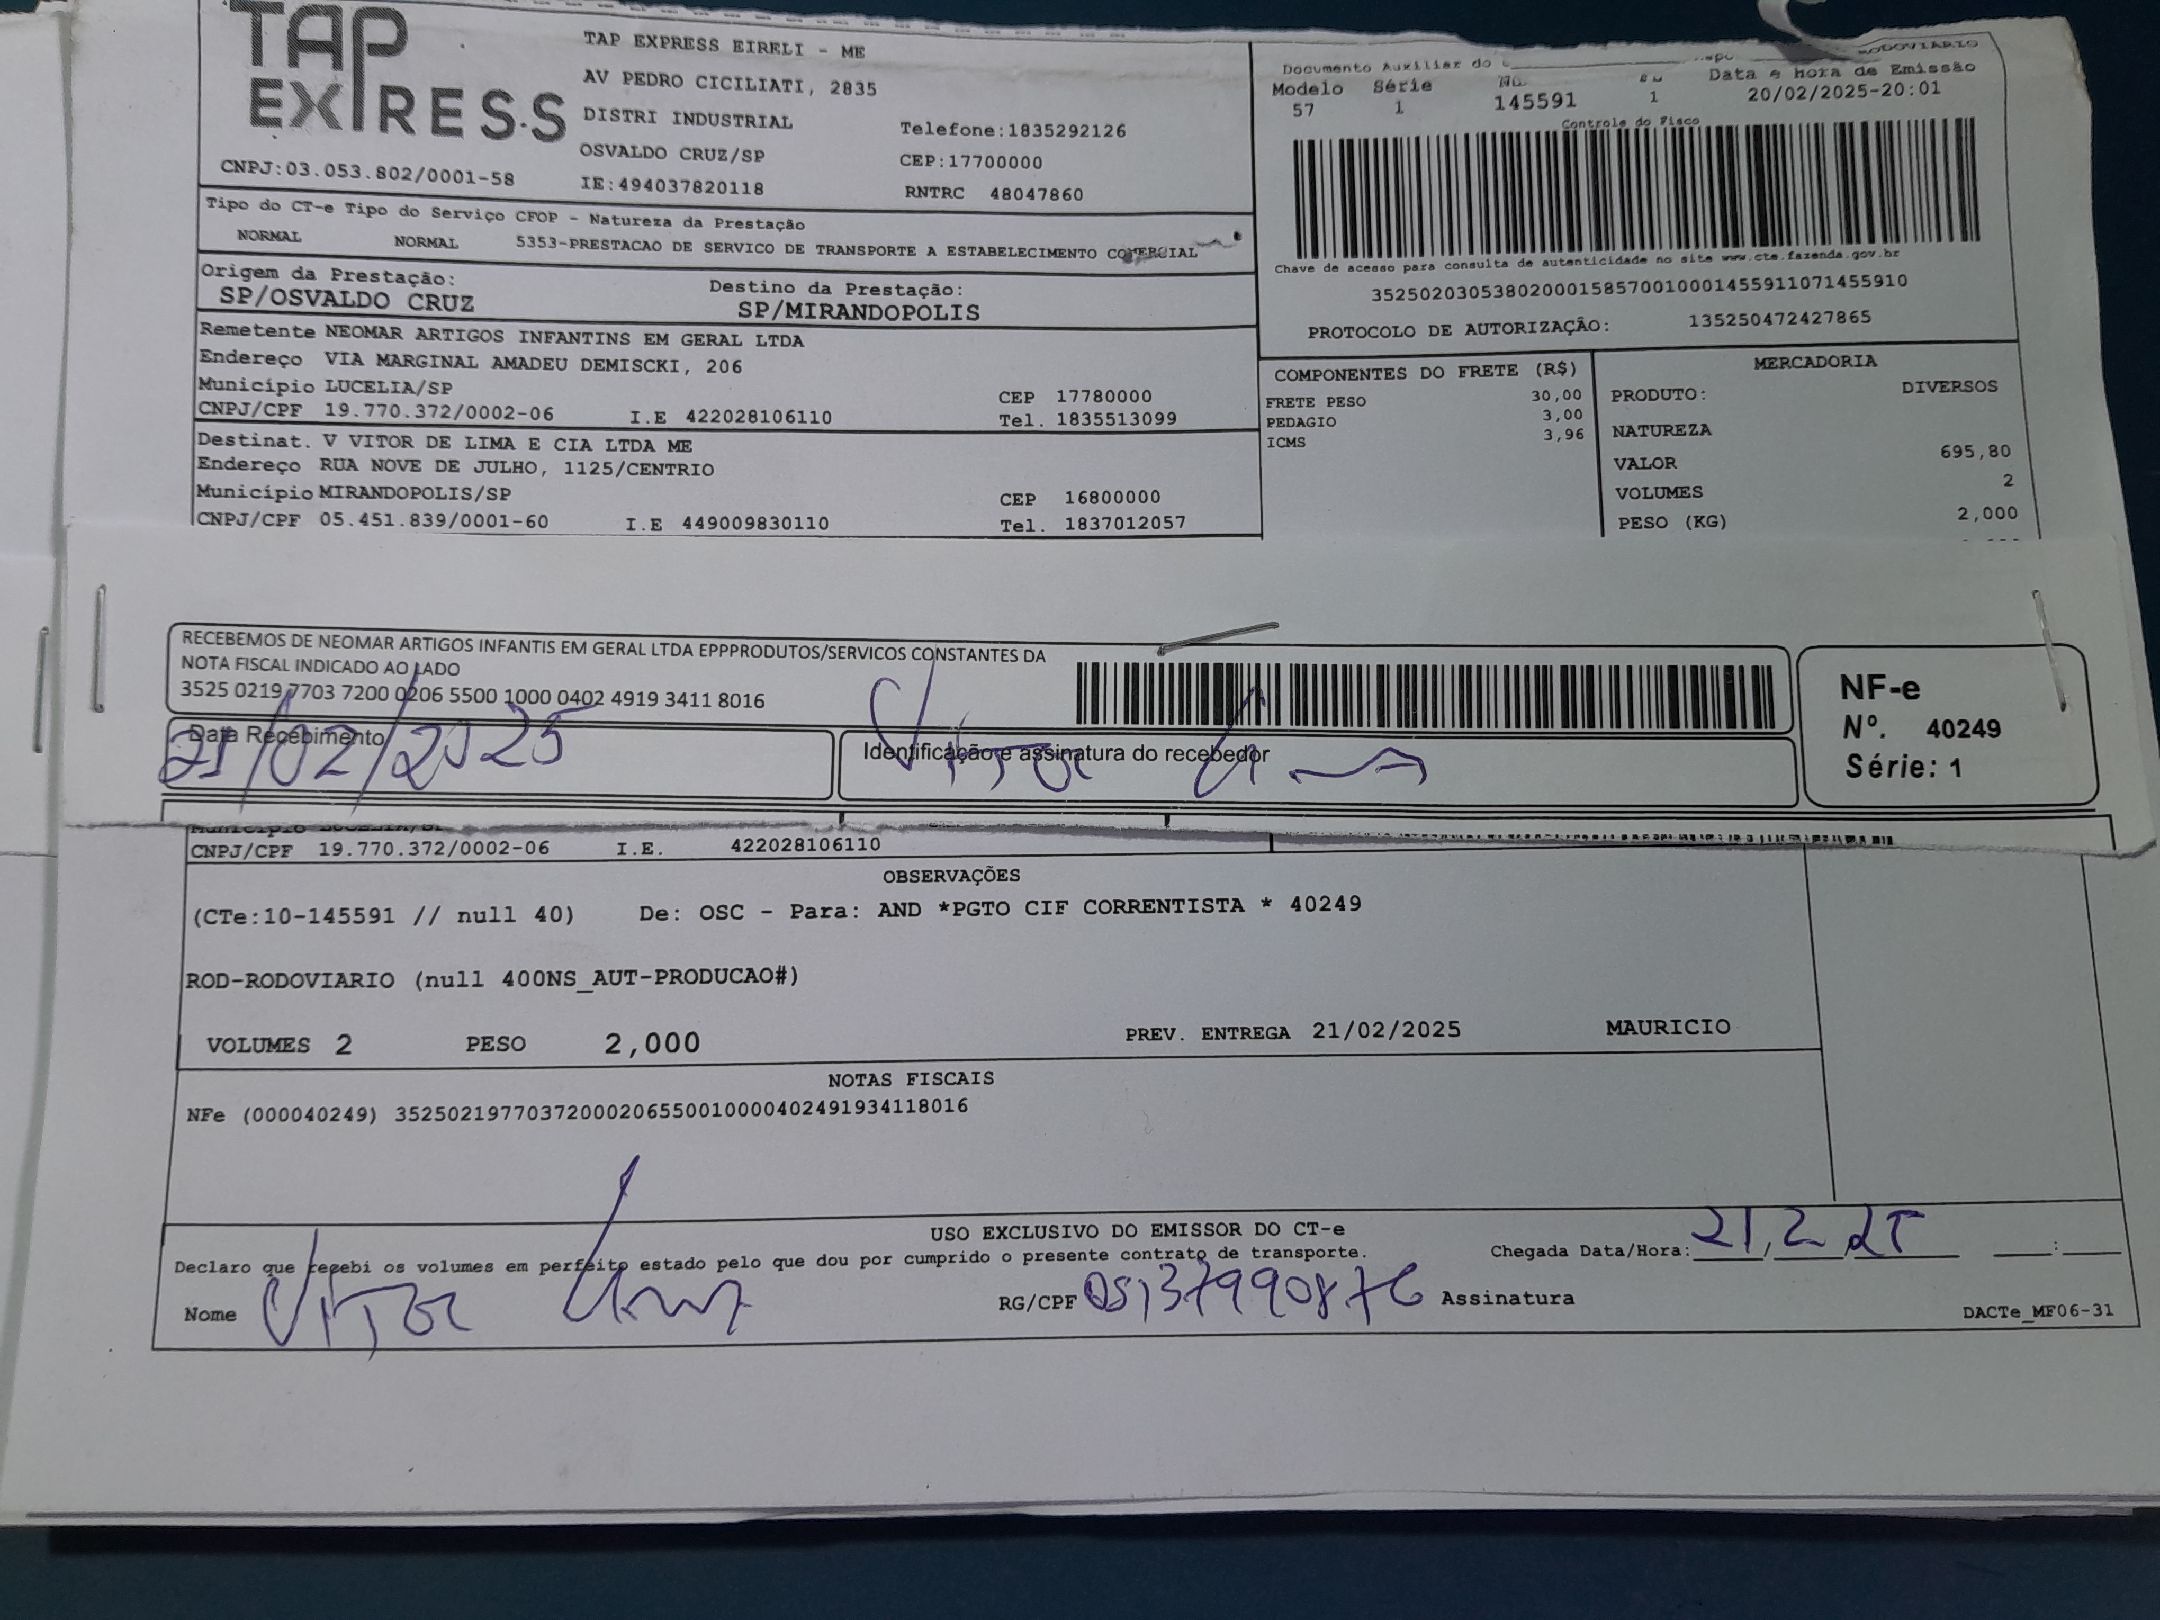 TAP EXPRESS
TAP EXPRESS EIRELI - ME
AV PEDRO CICILIATI, 2835
DISTRI INDUSTRIAL
Telefone:1835292126
OSVALDO CRUZ/SP
CEP:17700000
CNPJ:03.053.802/0001-58
IE:494037820118
RNTRC 48047860
Documento Auxiliar do
RODOVIARIO
Modelo Série Data e Hora de Emissão
57 1 145591 1 20/02/2025-20:01
Controle do Fisco
Chave de acesso para consulta de autenticidade no site www.cte.fazenda.gov.br
35250203053802000158570010001455911071455910
PROTOCOLO DE AUTORIZAÇÃO: 135250472427865
Tipo do CT-e Tipo do Serviço CFOP - Natureza da Prestação
NORMAL NORMAL 5353-PRESTACAO DE SERVICO DE TRANSPORTE A ESTABELECIMENTO COMERCIAL
Origem da Prestação: Destino da Prestação:
SP/OSVALDO CRUZ SP/MIRANDOPOLIS
Remetente NEOMAR ARTIGOS INFANTINS EM GERAL LTDA
Endereço VIA MARGINAL AMADEU DEMISCKI, 206
Município LUCELIA/SP CEP 17780000
CNPJ/CPF 19.770.372/0002-06 I.E 422028106110 Tel. 1835513099
Destinat. V VITOR DE LIMA E CIA LTDA ME
Endereço RUA NOVE DE JULHO, 1125/CENTRIO
Município MIRANDOPOLIS/SP CEP 16800000
CNPJ/CPF 05.451.839/0001-60 I.E 449009830110 Tel. 1837012057
COMPONENTES DO FRETE (R$)
FRETE PESO 30,00
PEDAGIO 3,00
ICMS 3,96
MERCADORIA
PRODUTO: DIVERSOS
NATUREZA
VALOR 695,80
VOLUMES 2
PESO (KG) 2,000
RECEBEMOS DE NEOMAR ARTIGOS INFANTIS EM GERAL LTDA EPPPRODUTOS/SERVICOS CONSTANTES DA
NOTA FISCAL INDICADO AO LADO
3525 0219 7703 7200 0206 5500 1000 0402 4919 3411 8016
Data Recebimento
21/02/2025
Identificação e assinatura do recebedor
Vitor
NF-e
Nº. 40249
Série: 1
Município LUCELIA/SP
CNPJ/CPF 19.770.372/0002-06 I.E. 422028106110
OBSERVAÇÕES
(CTe:10-145591 // null 40) De: OSC - Para: AND *PGTO CIF CORRENTISTA * 40249
ROD-RODOVIARIO (null 400NS_AUT-PRODUCAO#)
VOLUMES 2 PESO 2,000 PREV. ENTREGA 21/02/2025 MAURICIO
NOTAS FISCAIS
NFe (000040249) 35250219770372000206550010000402491934118016
USO EXCLUSIVO DO EMISSOR DO CT-e
Declaro que recebi os volumes em perfeito estado pelo que dou por cumprido o presente contrato de transporte. Chegada Data/Hora: 21/2/25 __:__
Nome Vitor RG/CPF Assinatura
DACTe_MF06-31